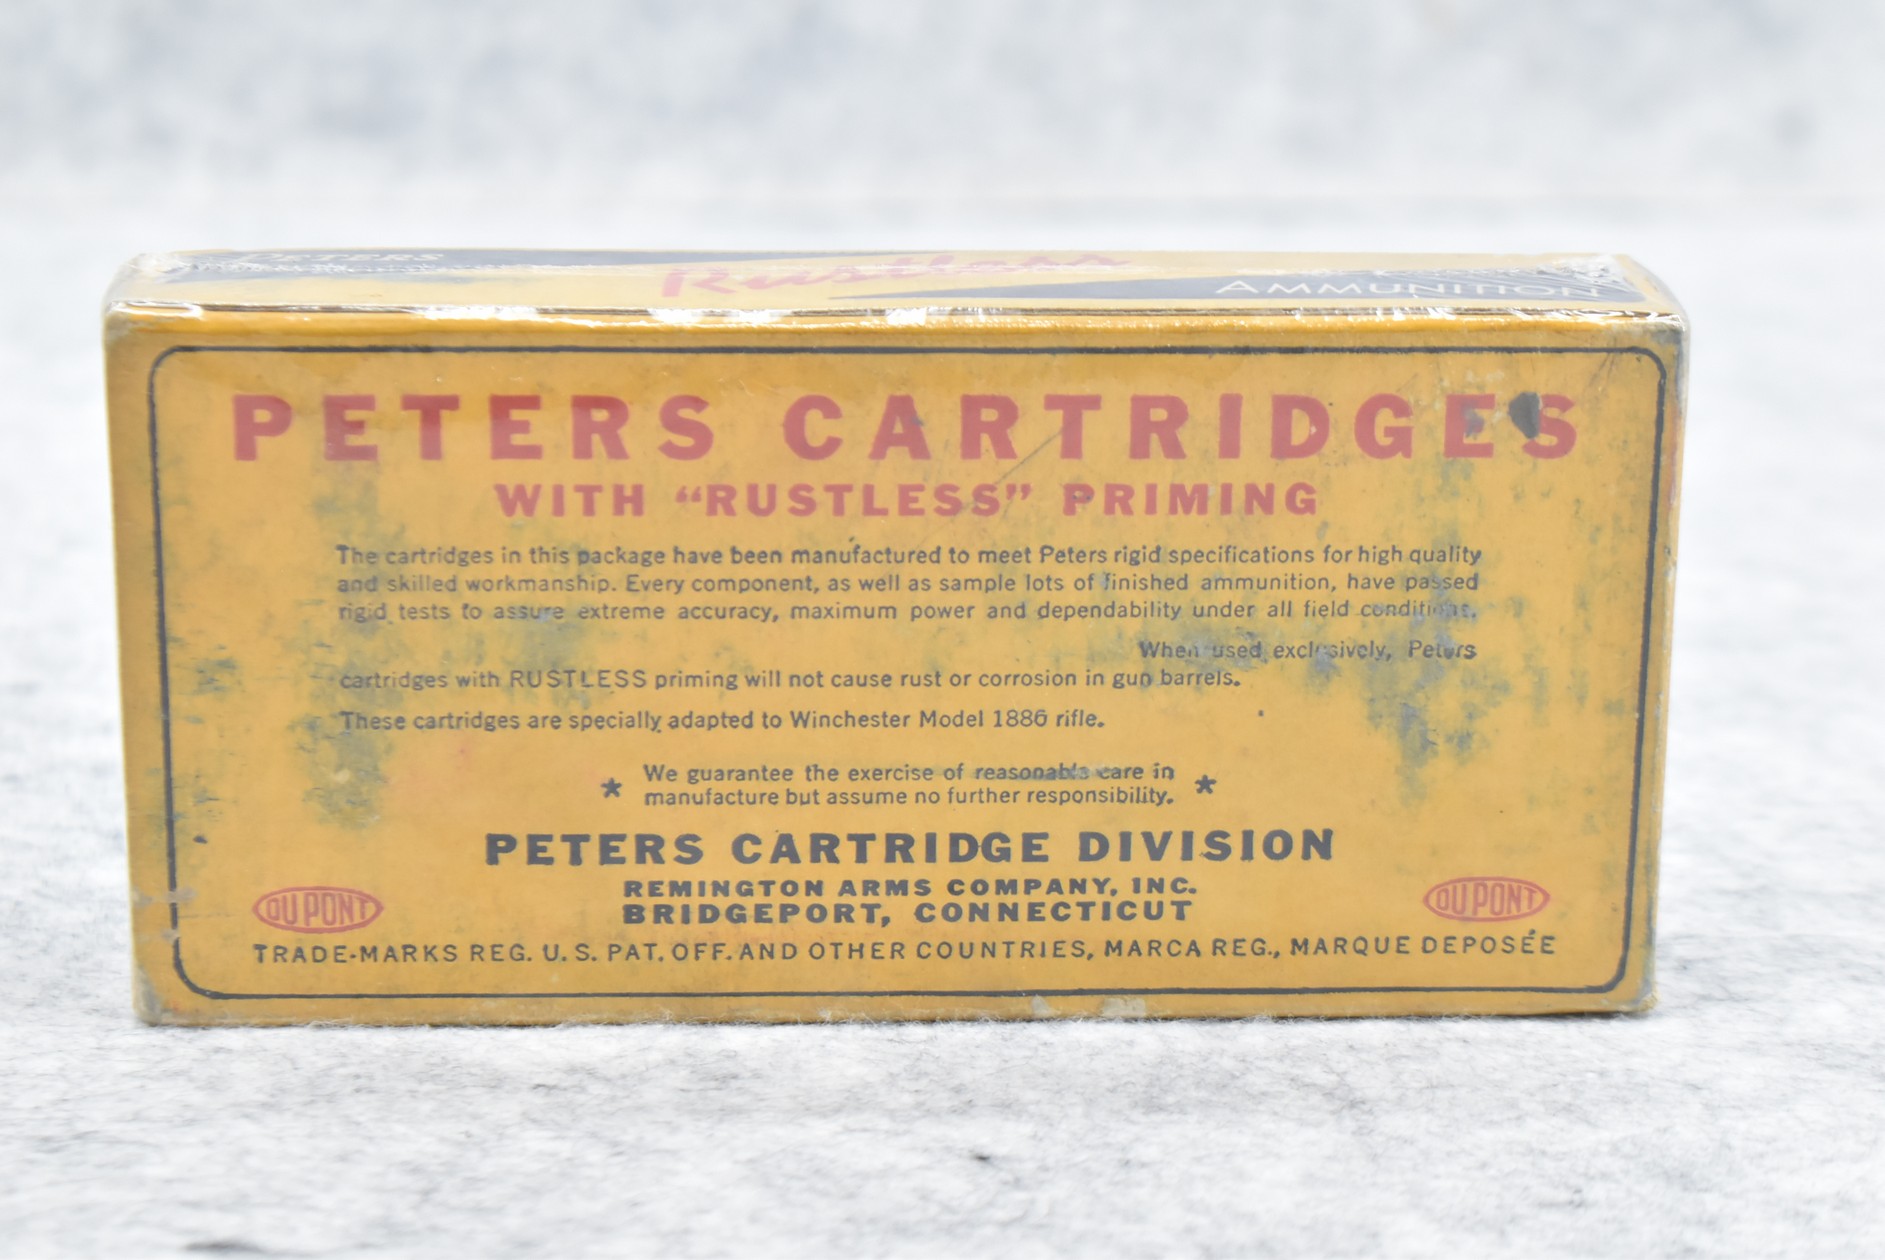 PETERS
Rustless
AMMUNITION
PETERS CARTRIDGES
WITH “RUSTLESS” PRIMING
The cartridges in this package have been manufactured to meet Peters rigid specifications for high quality
and skilled workmanship. Every component, as well as sample lots of finished ammunition, have passed
rigid tests to assure extreme accuracy, maximum power and dependability under all field conditions.
When used exclusively, Peters
cartridges with RUSTLESS priming will not cause rust or corrosion in gun barrels.
These cartridges are specially adapted to Winchester Model 1886 rifle.
* We guarantee the exercise of reasonable care in *
manufacture but assume no further responsibility.
PETERS CARTRIDGE DIVISION
REMINGTON ARMS COMPANY, INC.
BRIDGEPORT, CONNECTICUT
DU PONT DU PONT
TRADE-MARKS REG. U. S. PAT. OFF. AND OTHER COUNTRIES, MARCA REG., MARQUE DEPOSÉE